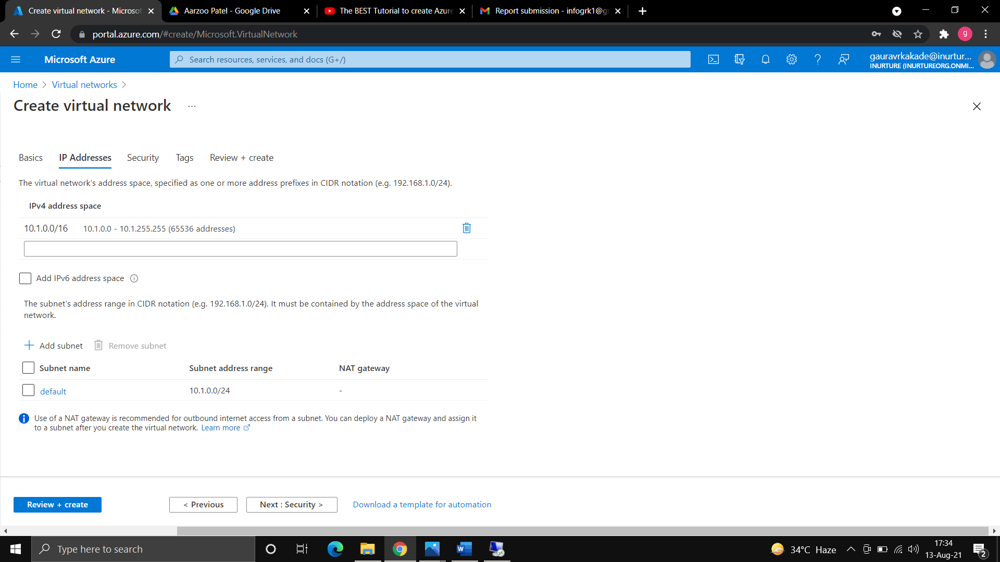 Create virtual network - Microsof
Aarzoo Patel - Google Drive
The BEST Tutorial to create Azure
Report submission - infogrk1@g
portal.azure.com/#create/Microsoft.VirtualNetwork
g
Microsoft Azure
Search resources, services, and docs (G+/)
gauravrkakade@inurtur...
INURTURE (INURTUREORG.ONMI...
Home > Virtual networks >
Create virtual network ...
Basics IP Addresses Security Tags Review + create
The virtual network's address space, specified as one or more address prefixes in CIDR notation (e.g. 192.168.1.0/24).
IPv4 address space
10.1.0.0/16 10.1.0.0 - 10.1.255.255 (65536 addresses)
Add IPv6 address space
The subnet's address range in CIDR notation (e.g. 192.168.1.0/24). It must be contained by the address space of the virtual
network.
Add subnet Remove subnet
Subnet name Subnet address range NAT gateway
default 10.1.0.0/24 -
Use of a NAT gateway is recommended for outbound internet access from a subnet. You can deploy a NAT gateway and assign it
to a subnet after you create the virtual network. Learn more
Review + create < Previous Next : Security > Download a template for automation
Type here to search
W
34°C Haze
17:34
13-Aug-21
2